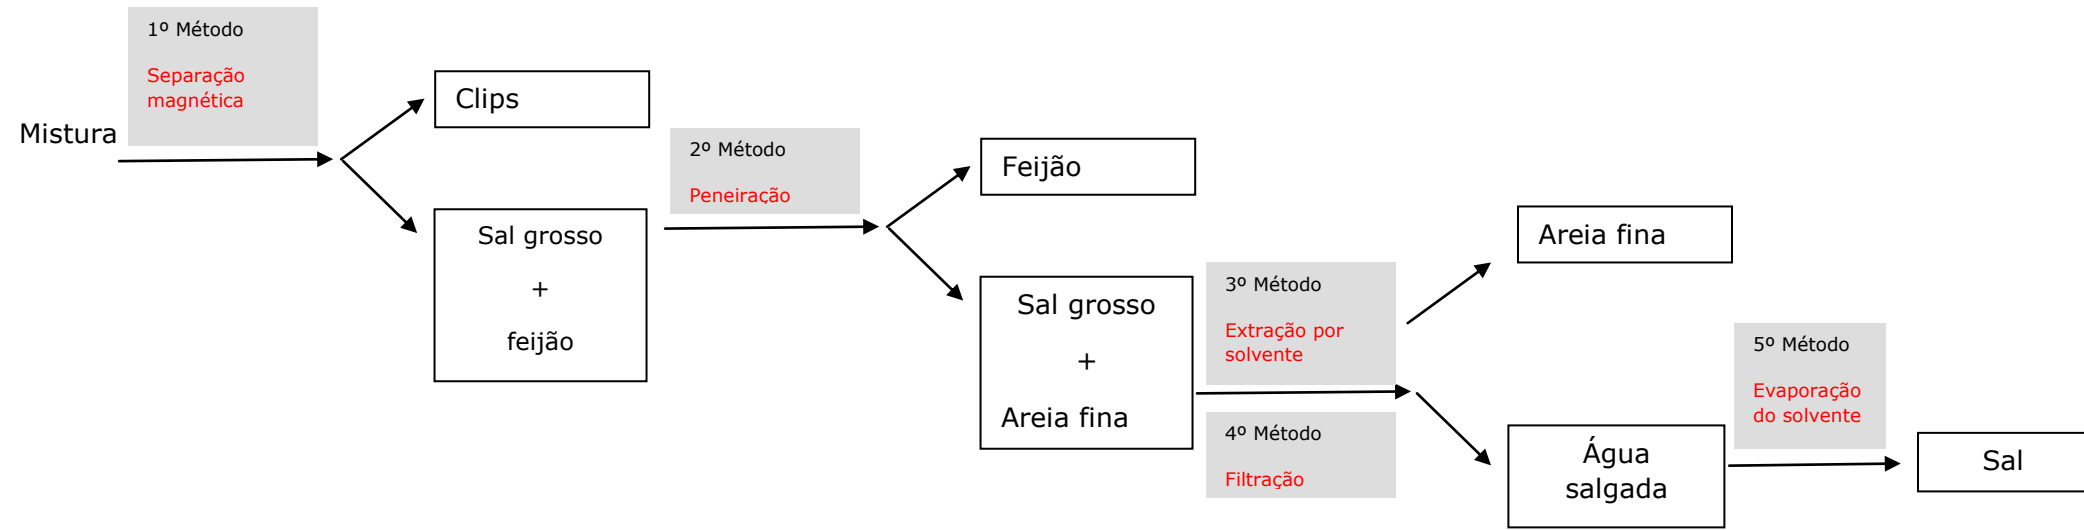 Mistura
1º Método
Separação
magnética
Clips
Sal grosso
+
feijão
2º Método
Peneiração
Feijão
Sal grosso
+
Areia fina
3º Método
Extração por
solvente
4º Método
Filtração
Areia fina
Água
salgada
5º Método
Evaporação
do solvente
Sal